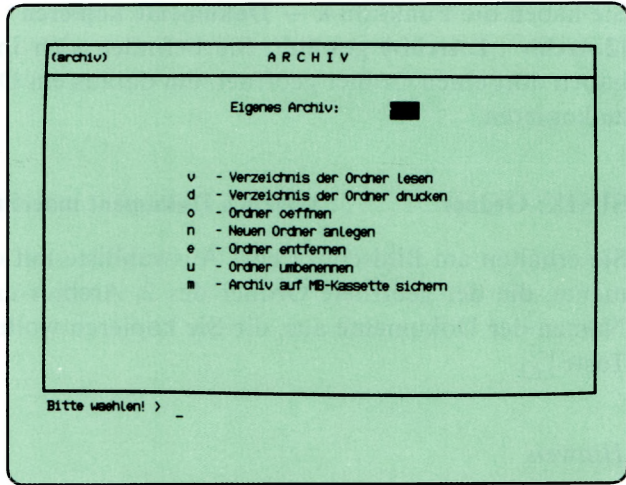 (archiv) A R C H I V
Eigenes Archiv:
v - Verzeichnis der Ordner lesen
d - Verzeichnis der Ordner drucken
o - Ordner oeffnen
n - Neuen Ordner anlegen
e - Ordner entfernen
u - Ordner umbenennen
m - Archiv auf MB-Kassette sichern
Bitte waehlen! > _